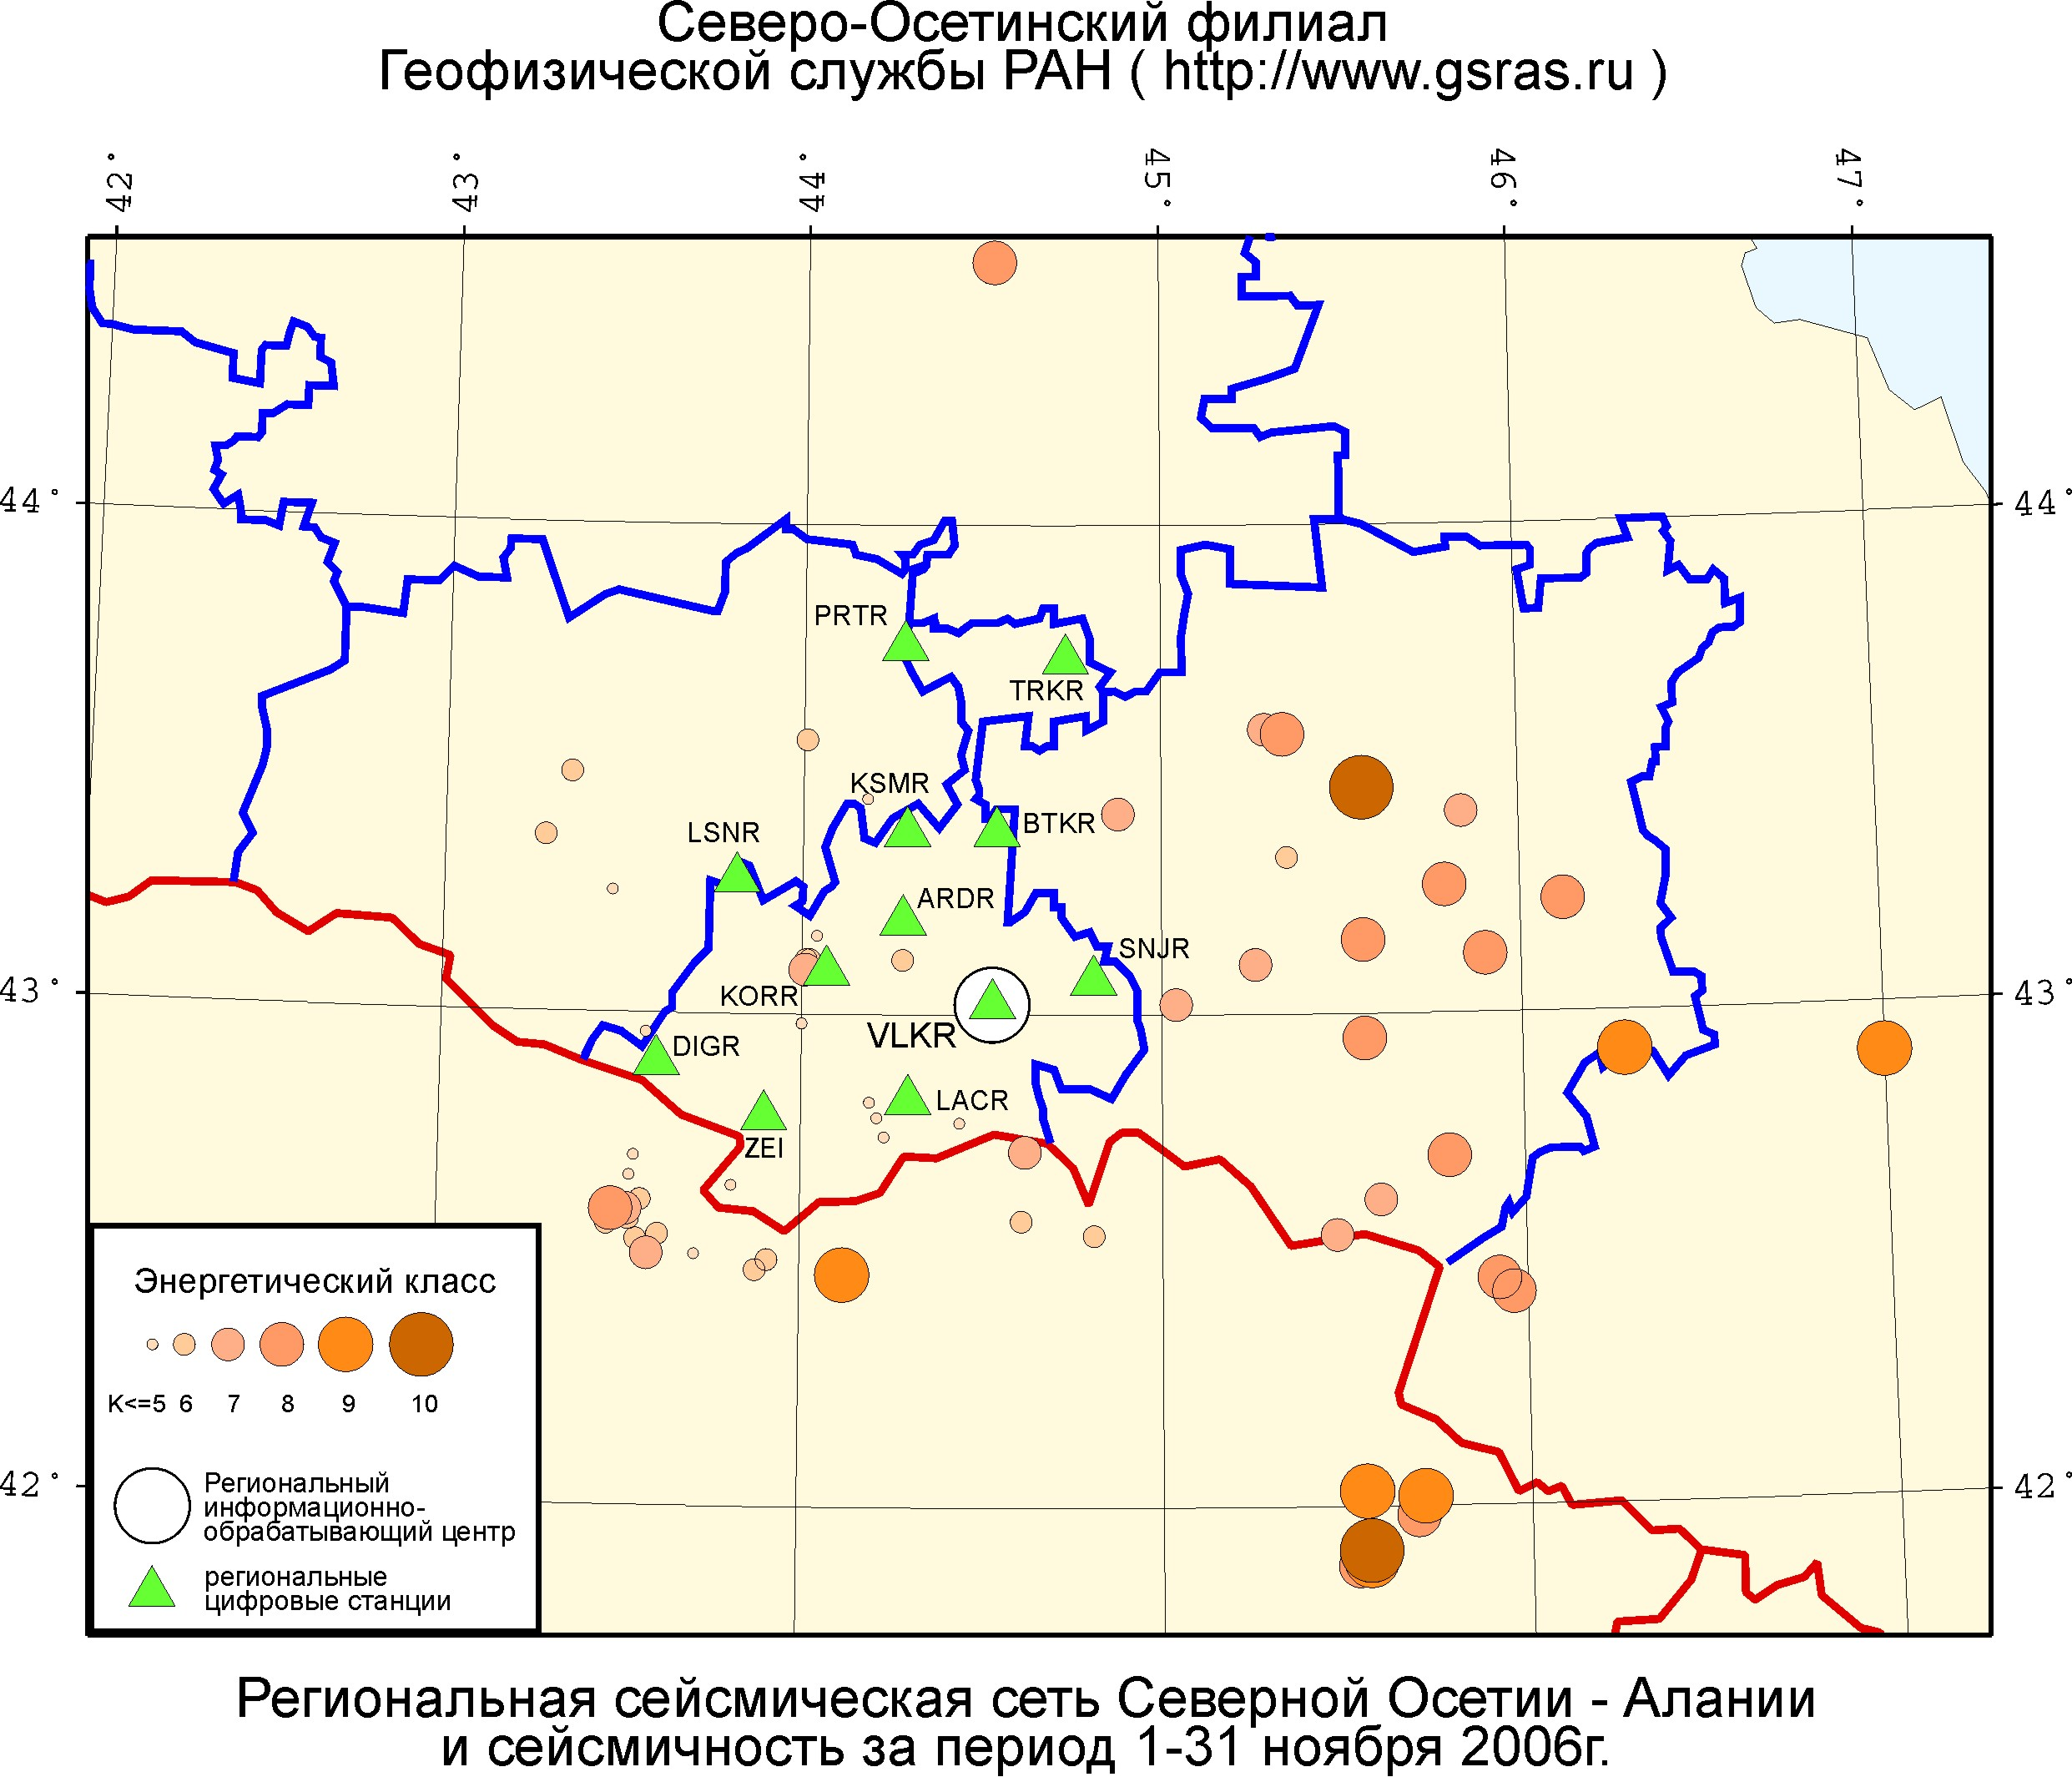 Северо-Осетинский филиал
Геофизической службы РАН ( http://www.gsras.ru )
42°
43°
44°
45°
46°
47°
44°
44°
PRTR
TRKR
KSMR
BTKR
LSNR
ARDR
SNJR
KORR
43°
43°
VLKR
DIGR
LACR
ZEI
Энергетический класс
K<=5 6 7 8 9 10
Региональный
информационно-
обрабатывающий центр
региональные
цифровые станции
42°
42°
Региональная сейсмическая сеть Северной Осетии - Алании
и сейсмичность за период 1-31 ноября 2006г.